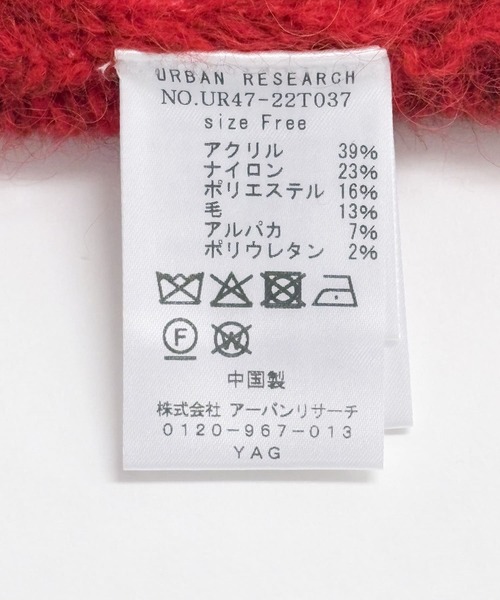 URBAN RESEARCH
NO.UR47-22T037
size Free
アクリル 39%
ナイロン 23%
ポリエステル 16%
毛 13%
アルパカ 7%
ポリウレタン 2%
F W
中国製
株式会社 アーバンリサーチ
0120-967-013
YAG